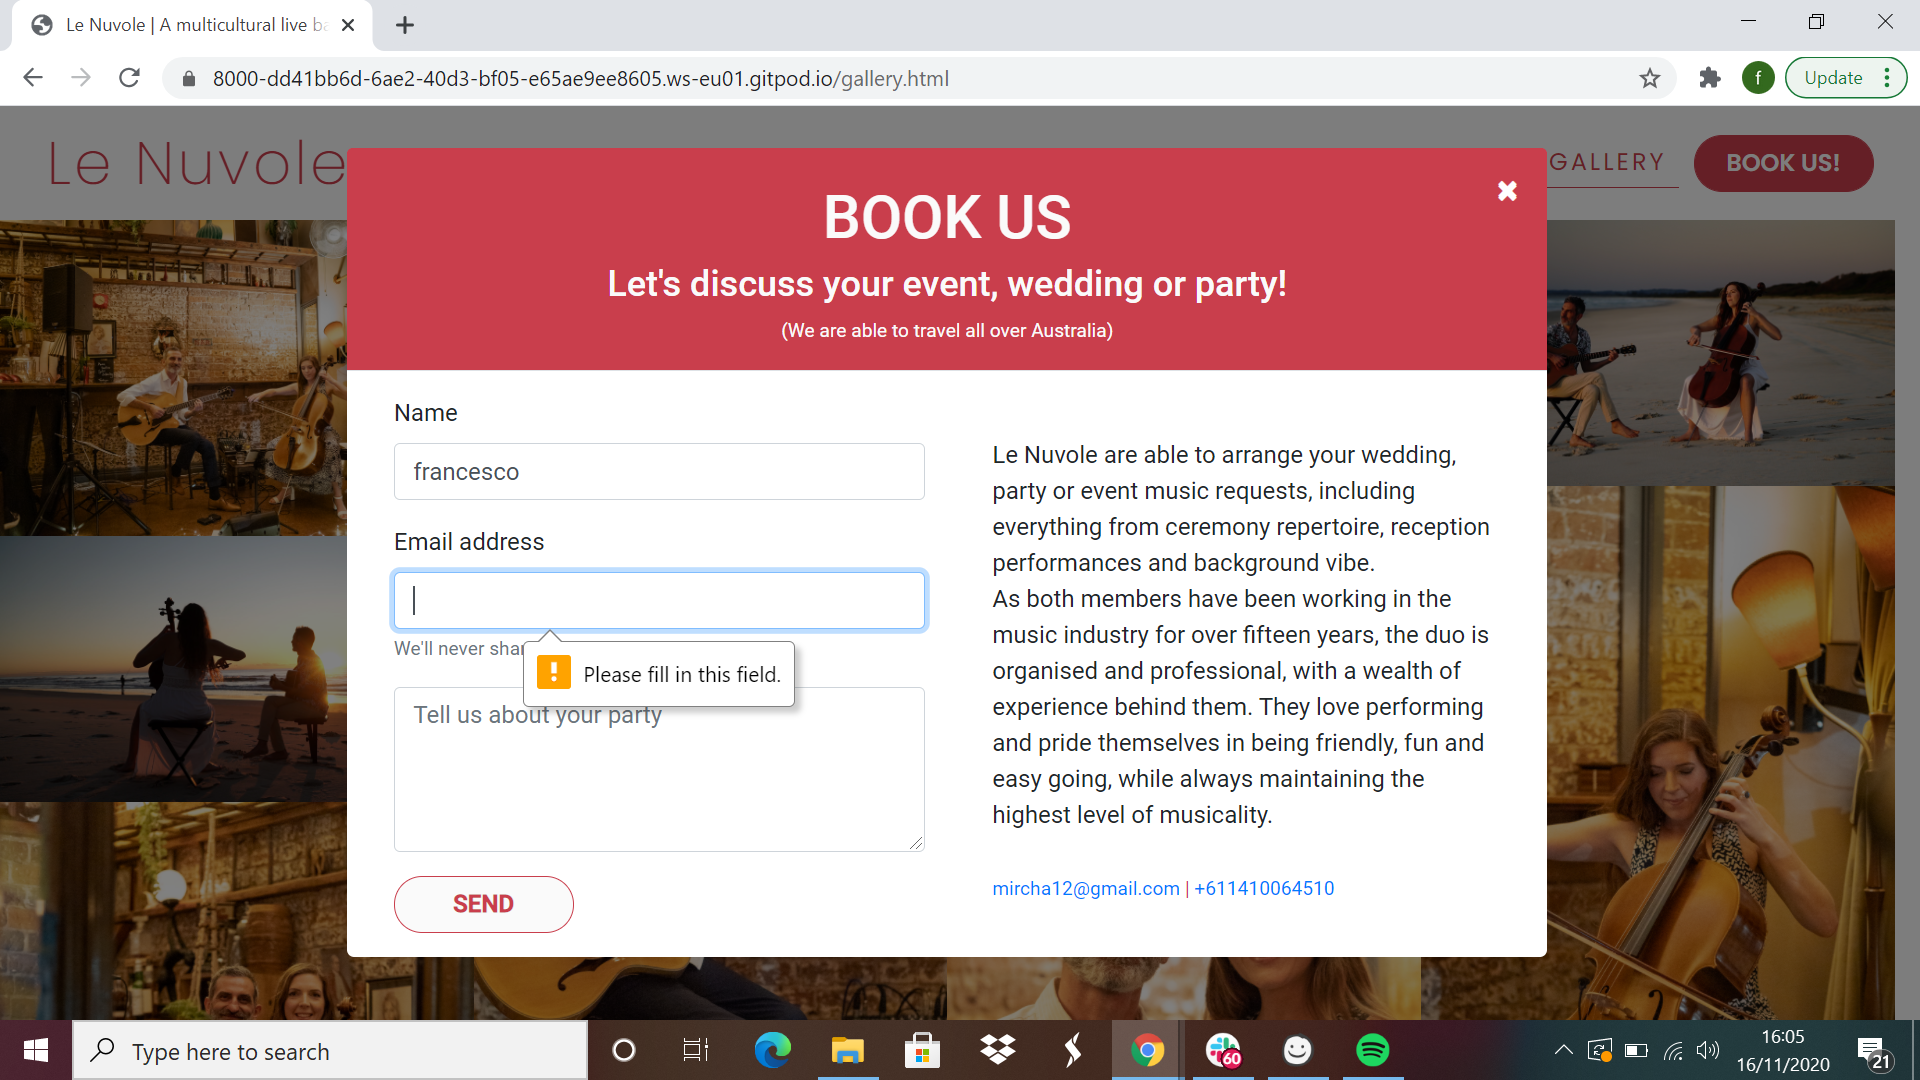 Le Nuvole | A multicultural live ba
8000-dd41bb6d-6ae2-40d3-bf05-e65ae9ee8605.ws-eu01.gitpod.io/gallery.html
f
Update
Le Nuvole
GALLERY
BOOK US!
BOOK US
Let's discuss your event, wedding or party!
(We are able to travel all over Australia)
Name
francesco
Email address
We'll never shar
Please fill in this field.
Tell us about your party
SEND
Le Nuvole are able to arrange your wedding,
party or event music requests, including
everything from ceremony repertoire, reception
performances and background vibe.
As both members have been working in the
music industry for over fifteen years, the duo is
organised and professional, with a wealth of
experience behind them. They love performing
and pride themselves in being friendly, fun and
easy going, while always maintaining the
highest level of musicality.
mircha12@gmail.com | +611410064510
Type here to search
60
16:05
16/11/2020
21